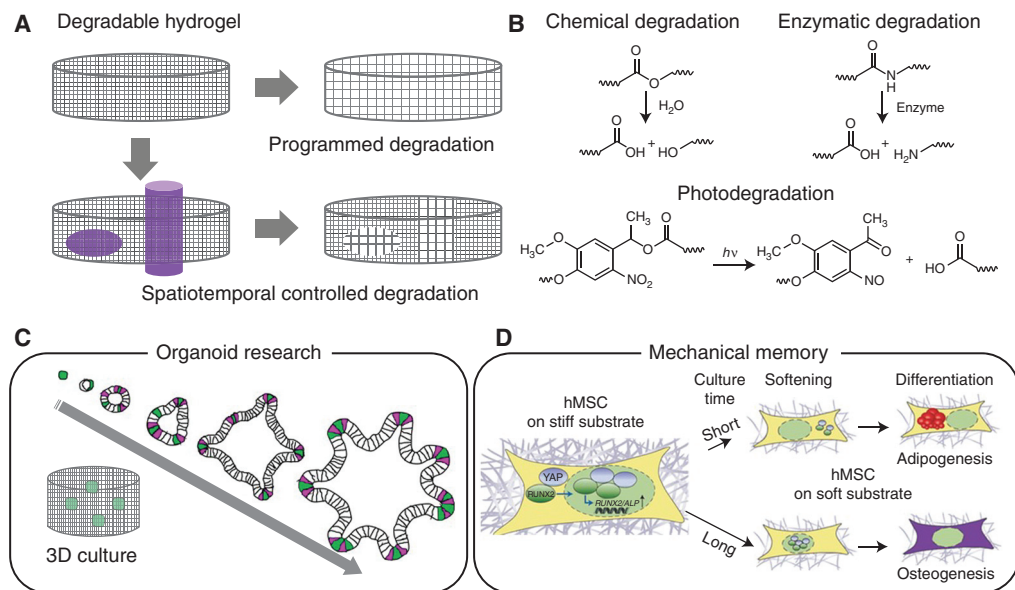 A
Degradable hydrogel
Programmed degradation
Spatiotemporal controlled degradation
B
Chemical degradation
O
O
H₂O
O
OH
+
HO
Enzymatic degradation
O
N
H
Enzyme
O
OH
+
H₂N
Photodegradation
CH₃
O
O
H₃C
O
O
NO₂
hν
CH₃
O
H₃C
O
O
NO
+
O
HO
C
Organoid research
3D culture
D
Mechanical memory
hMSC
on stiff substrate
YAP
RUNX2
RUNX2/ALP
Culture
time
Short
Long
Softening
Differentiation
Adipogenesis
hMSC
on soft substrate
Osteogenesis